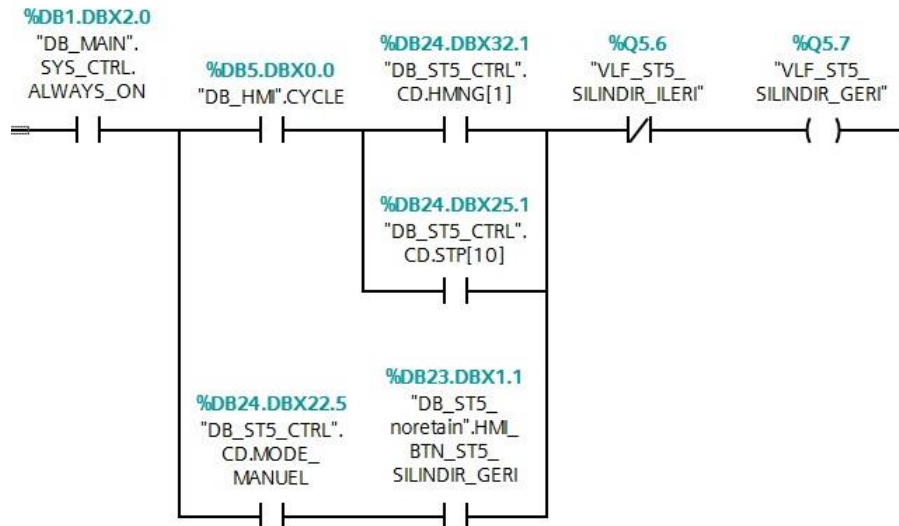 %DB1.DBX2.0
"DB_MAIN".
SYS_CTRL.
ALWAYS_ON
%DB5.DBX0.0
"DB_HMI".CYCLE
%DB24.DBX32.1
"DB_ST5_CTRL".
CD.HMNG[1]
%Q5.6
"VLF_ST5_
SILINDIR_ILERI"
%Q5.7
"VLF_ST5_
SILINDIR_GERI"
%DB24.DBX25.1
"DB_ST5_CTRL".
CD.STP[10]
%DB24.DBX22.5
"DB_ST5_CTRL".
CD.MODE_
MANUEL
%DB23.DBX1.1
"DB_ST5_
noretain".HMI_
BTN_ST5_
SILINDIR_GERI